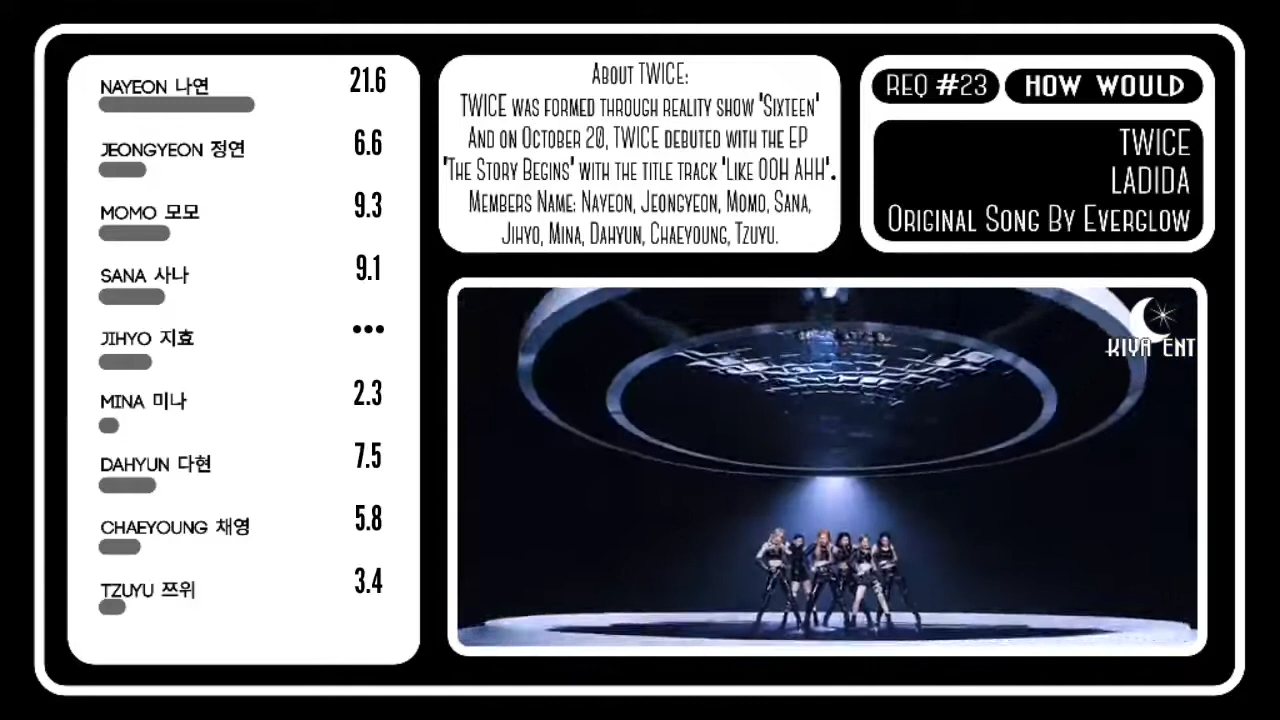 NAYEON 나연 21.6
JEONGYEON 정연 6.6
MOMO 모모 9.3
SANA 사나 9.1
JIHYO 지효 •••
MINA 미나 2.3
DAHYUN 다현 7.5
CHAEYOUNG 채영 5.8
TZUYU 쯔위 3.4
About TWICE:
TWICE was formed through reality show "Sixteen"
And on October 20, TWICE debuted with the EP
"The Story Begins" with the title track "Like OOH AHH".
Members Name: Nayeon, Jeongyeon, Momo, Sana,
Jihyo, Mina, Dahyun, Chaeyoung, Tzuyu.
REQ #23 HOW WOULD
TWICE
LADIDA
Original Song By Everglow
KIYA ENT